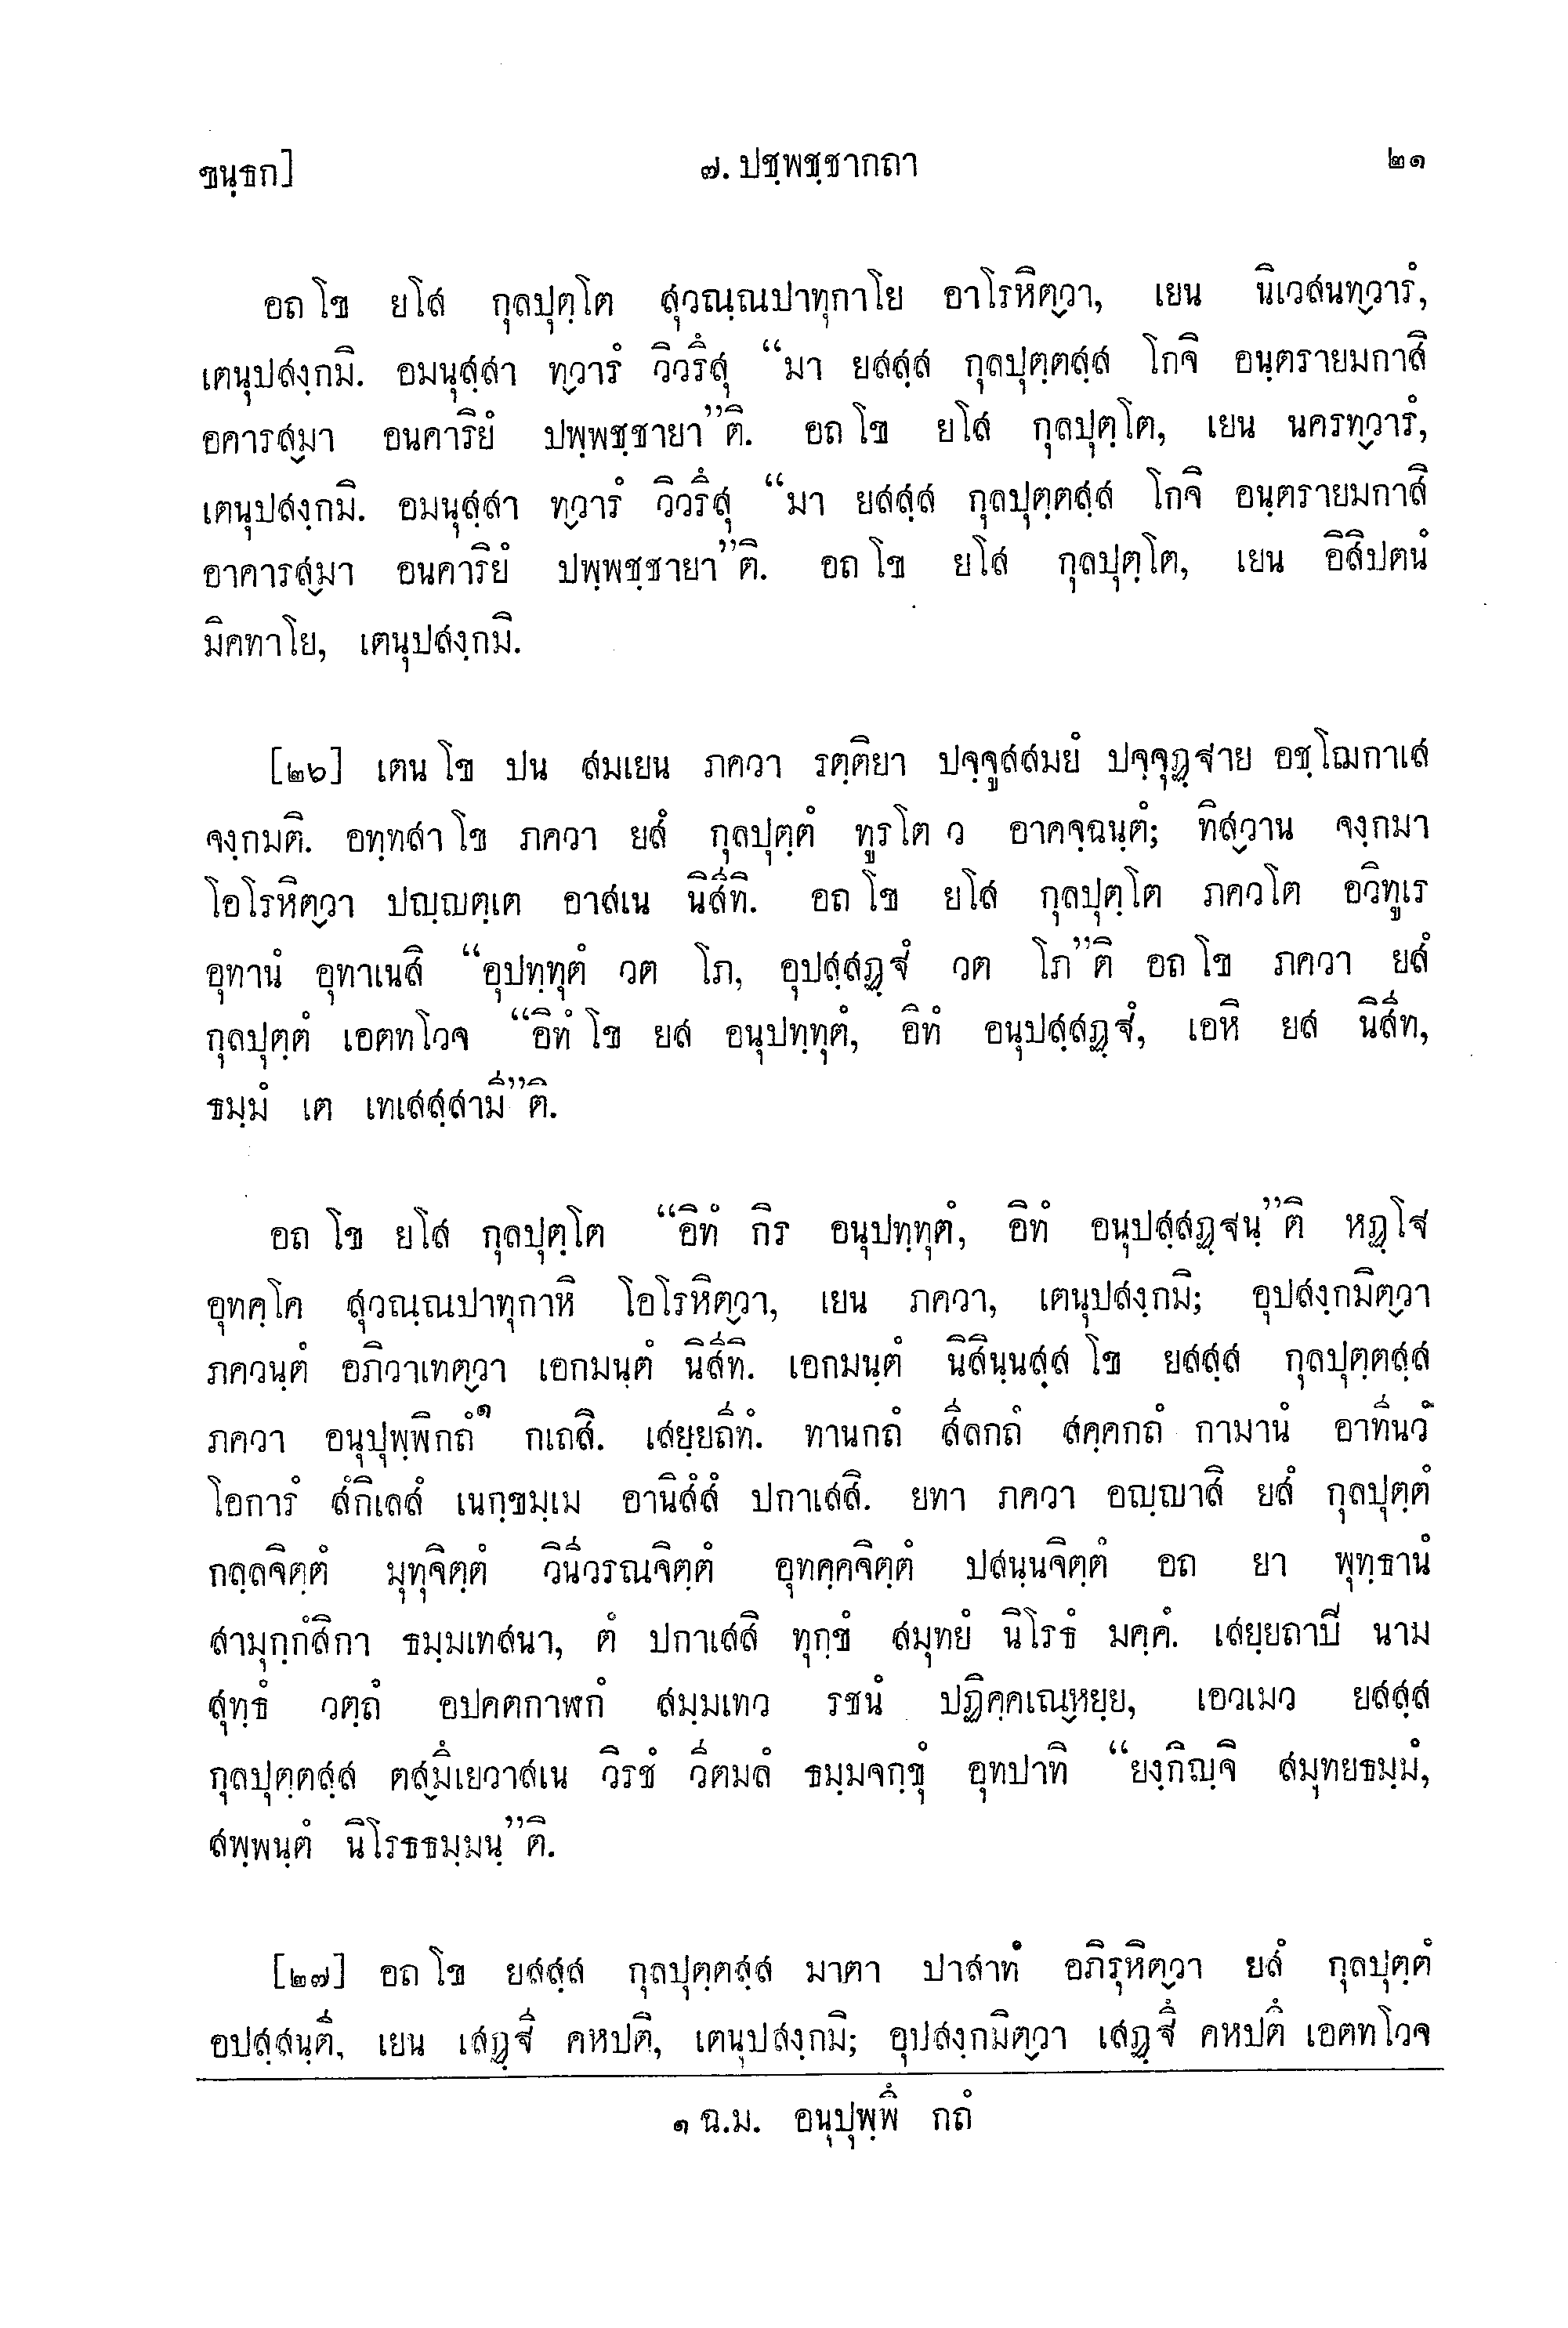 ขนฺธก]
๗. ปชฺพชฺชากถา
๒๑
อถ โข ยโส กุลปุตฺโต สุวณฺณปาทุกาโย อาโรหิตฺวา, เยน นิเวสนทฺวารํ,
เตนุปสงฺกมิ. อมนุสฺสา ทฺวารํ วิวรึสุ “มา ยสสฺส กุลปุตฺตสฺส โกจิ อนฺตรายมกาสิ
อคารสฺมา อนคาริยํ ปพฺพชฺชายา”ติ. อถ โข ยโส กุลปุตฺโต, เยน นครทฺวารํ,
เตนุปสงฺกมิ. อมนุสฺสา ทฺวารํ วิวรึสุ “มา ยสสฺส กุลปุตฺตสฺส โกจิ อนฺตรายมกาสิ
อาคารสฺมา อนคาริยํ ปพฺพชฺชายา”ติ. อถ โข ยโส กุลปุตฺโต, เยน อิสิปตนํ
มิคทาโย, เตนุปสงฺกมิ.
[๒๖] เตน โข ปน สมเยน ภควา รตฺติยา ปจฺจูสสมยํ ปจฺจุฏฺฐาย อชฺโฌกาเส
จงฺกมติ. อทฺทสา โข ภควา ยสํ กุลปุตฺตํ ทูรโต ว อาคจฺฉนฺตํ; ทิสฺวาน จงฺกมา
โอโรหิตฺวา ปญฺญตฺเต อาสเน นิสีทิ. อถ โข ยโส กุลปุตฺโต ภควโต อวิทูเร
อุทานํ อุทาเนสิ “อุปทฺทุตํ วต โภ, อุปสฺสฏฺฐํ วต โภ”ติ อถ โข ภควา ยสํ
กุลปุตฺตํ เอตทโวจ “อิทํ โข ยส อนุปทฺทุตํ, อิทํ อนุปสฺสฏฺฐํ, เอหิ ยส นิสีท,
ธมฺมํ เต เทเสสฺสามี”ติ.
อถ โข ยโส กุลปุตฺโต “อิทํ กิร อนุปทฺทุตํ, อิทํ อนุปสฺสฏฺฐนฺ”ติ หฏฺโฐ
อุทคฺโค สุวณฺณปาทุกาหิ โอโรหิตฺวา, เยน ภควา, เตนุปสงฺกมิ; อุปสงฺกมิตฺวา
ภควนฺตํ อภิวาเทตฺวา เอกมนฺตํ นิสีทิ. เอกมนฺตํ นิสินฺนสฺส โข ยสสฺส กุลปุตฺตสฺส
ภควา อนุปุพฺพิกถํ๑ กเถสิ. เสยฺยถีทํ. ทานกถํ สีลกถํ สคฺคกถํ กามานํ อาทีนวํ
โอการํ สํกิเลสํ เนกฺขมฺเม อานิสํสํ ปกาเสสิ. ยทา ภควา อญฺญาสิ ยสํ กุลปุตฺตํ
กลฺลจิตฺตํ มุทุจิตฺตํ วินีวรณจิตฺตํ อุทคฺคจิตฺตํ ปสนฺนจิตฺตํ อถ ยา พุทฺธานํ
สามุกฺกํสิกา ธมฺมเทสนา, ตํ ปกาเสสิ ทุกฺขํ สมุทยํ นิโรธํ มคฺคํ. เสยฺยถาปี นาม
สุทฺธํ วตฺถํ อปคตกาฬกํ สมฺมเทว รชนํ ปฏิคฺคเณฺหยฺย, เอวเมว ยสสฺส
กุลปุตฺตสฺส ตสฺมึเยวาสเน วิรชํ วีตมลํ ธมฺมจกฺขุํ อุทปาทิ “ยงฺกิญฺจิ สมุทยธมฺมํ,
สพฺพนฺตํ นิโรธธมฺมนฺ”ติ.
[๒๗] อถ โข ยสสฺส กุลปุตฺตสฺส มาตา ปาสาทํ อภิรุหิตฺวา ยสํ กุลปุตฺตํ
อปสฺสนฺตี, เยน เสฏฺฐี คหปติ, เตนุปสงฺกมิ; อุปสงฺกมิตฺวา เสฏฺฐึ คหปตึ เอตทโวจ
๑ ฉ.ม. อนุปุพฺพึ กถํ